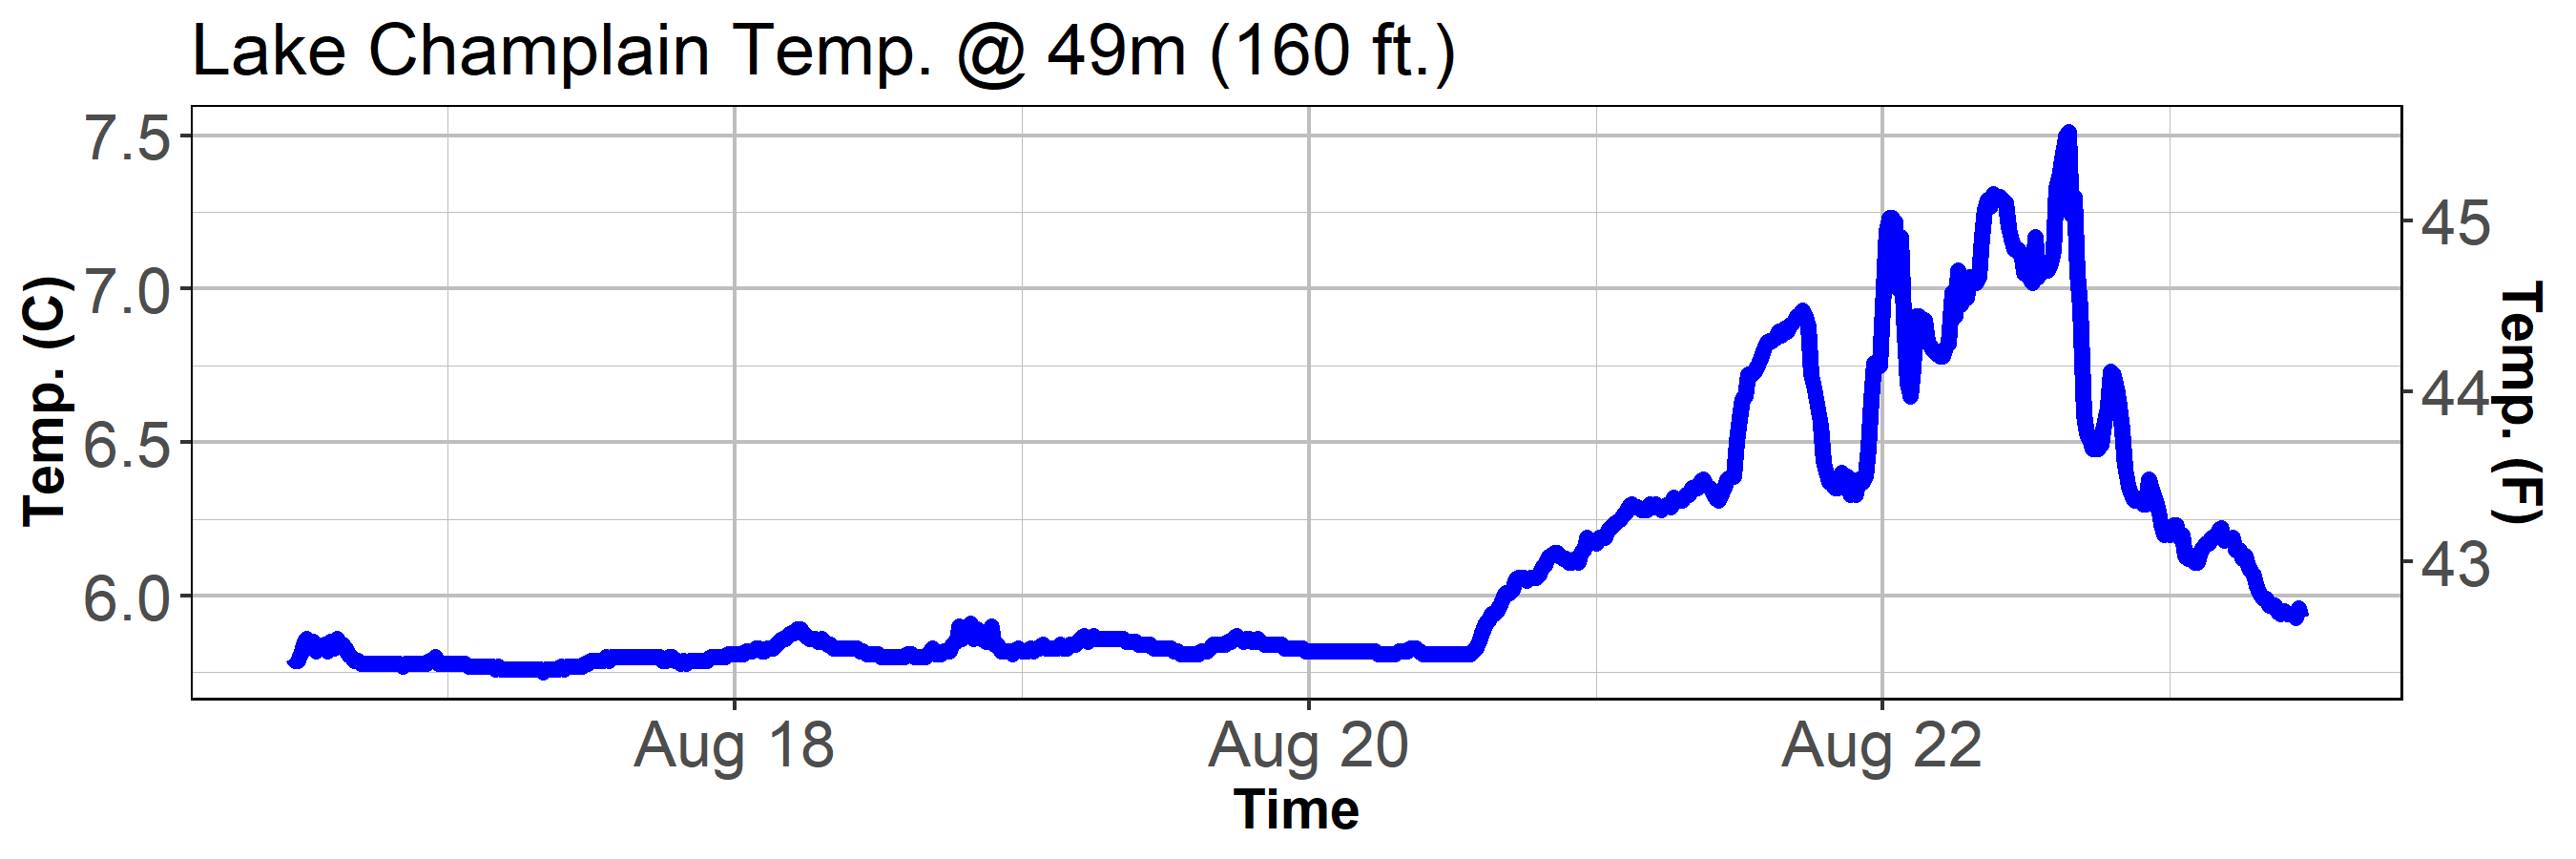 Lake Champlain Temp. @ 49m (160 ft.)
7.5
7.0
6.5
6.0
Temp. (C)
45
44
43
Temp. (F)
Aug 18 Aug 20 Aug 22
Time